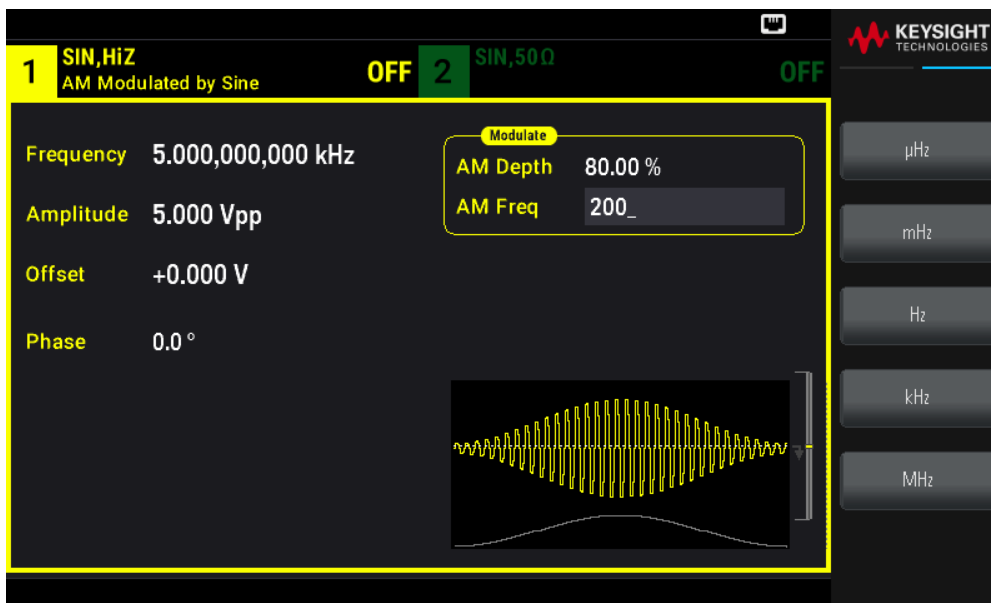 KEYSIGHT
TECHNOLOGIES
1
SIN,HiZ
AM Modulated by Sine
OFF
2
SIN,50Ω
OFF
Frequency 5.000,000,000 kHz
Amplitude 5.000 Vpp
Offset +0.000 V
Phase 0.0 °
Modulate
AM Depth 80.00 %
AM Freq 200_
µHz
mHz
Hz
kHz
MHz